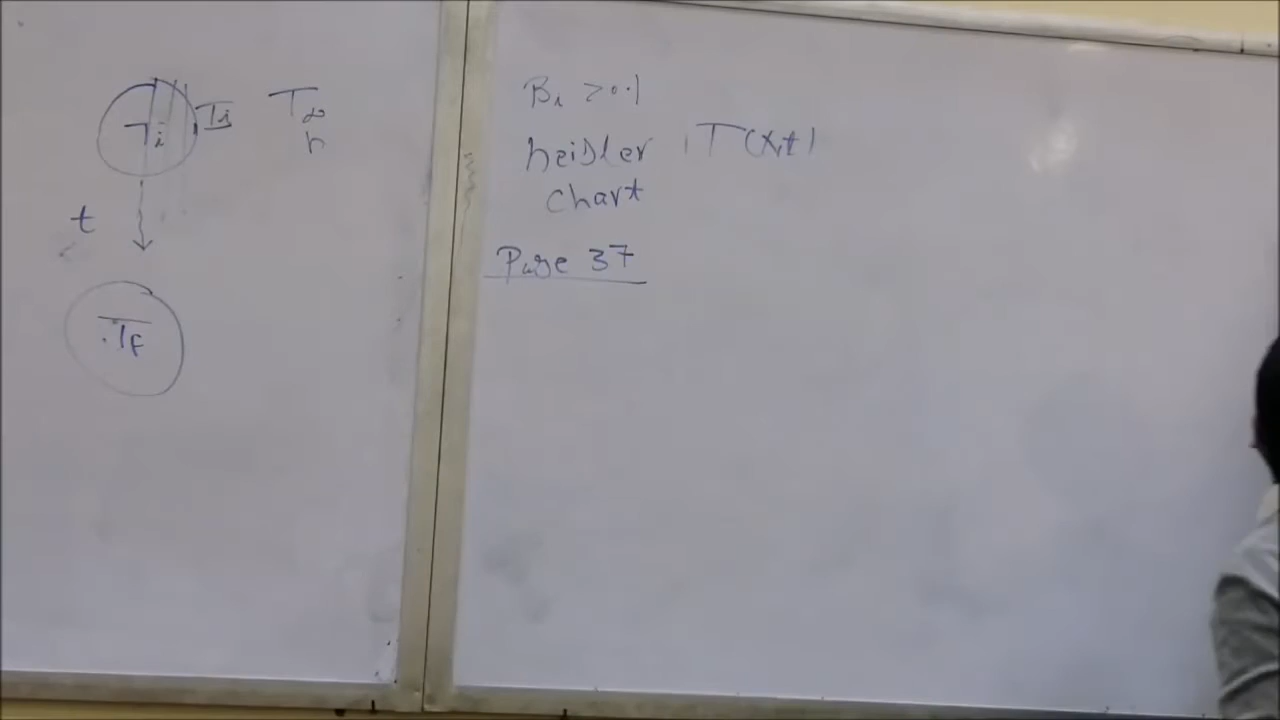 Ti Ti T∞
h
t
Tf
Bi >0.1
heisler T(x,t)
chart
Page 37